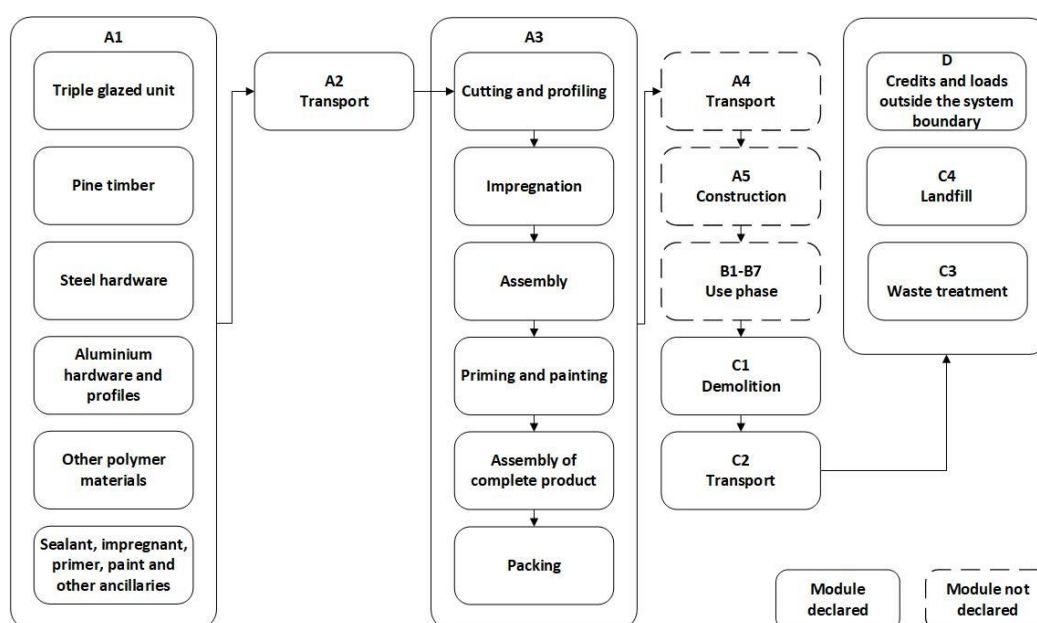 A1
Triple glazed unit
Pine timber
Steel hardware
Aluminium
hardware and
profiles
Other polymer
materials
Sealant, impregnant,
primer, paint and
other ancillaries
A2
Transport
A3
Cutting and profiling
Impregnation
Assembly
Priming and painting
Assembly of
complete product
Packing
A4
Transport
A5
Construction
B1-B7
Use phase
C1
Demolition
C2
Transport
D
Credits and loads
outside the system
boundary
C4
Landfill
C3
Waste treatment
Module
declared
Module not
declared